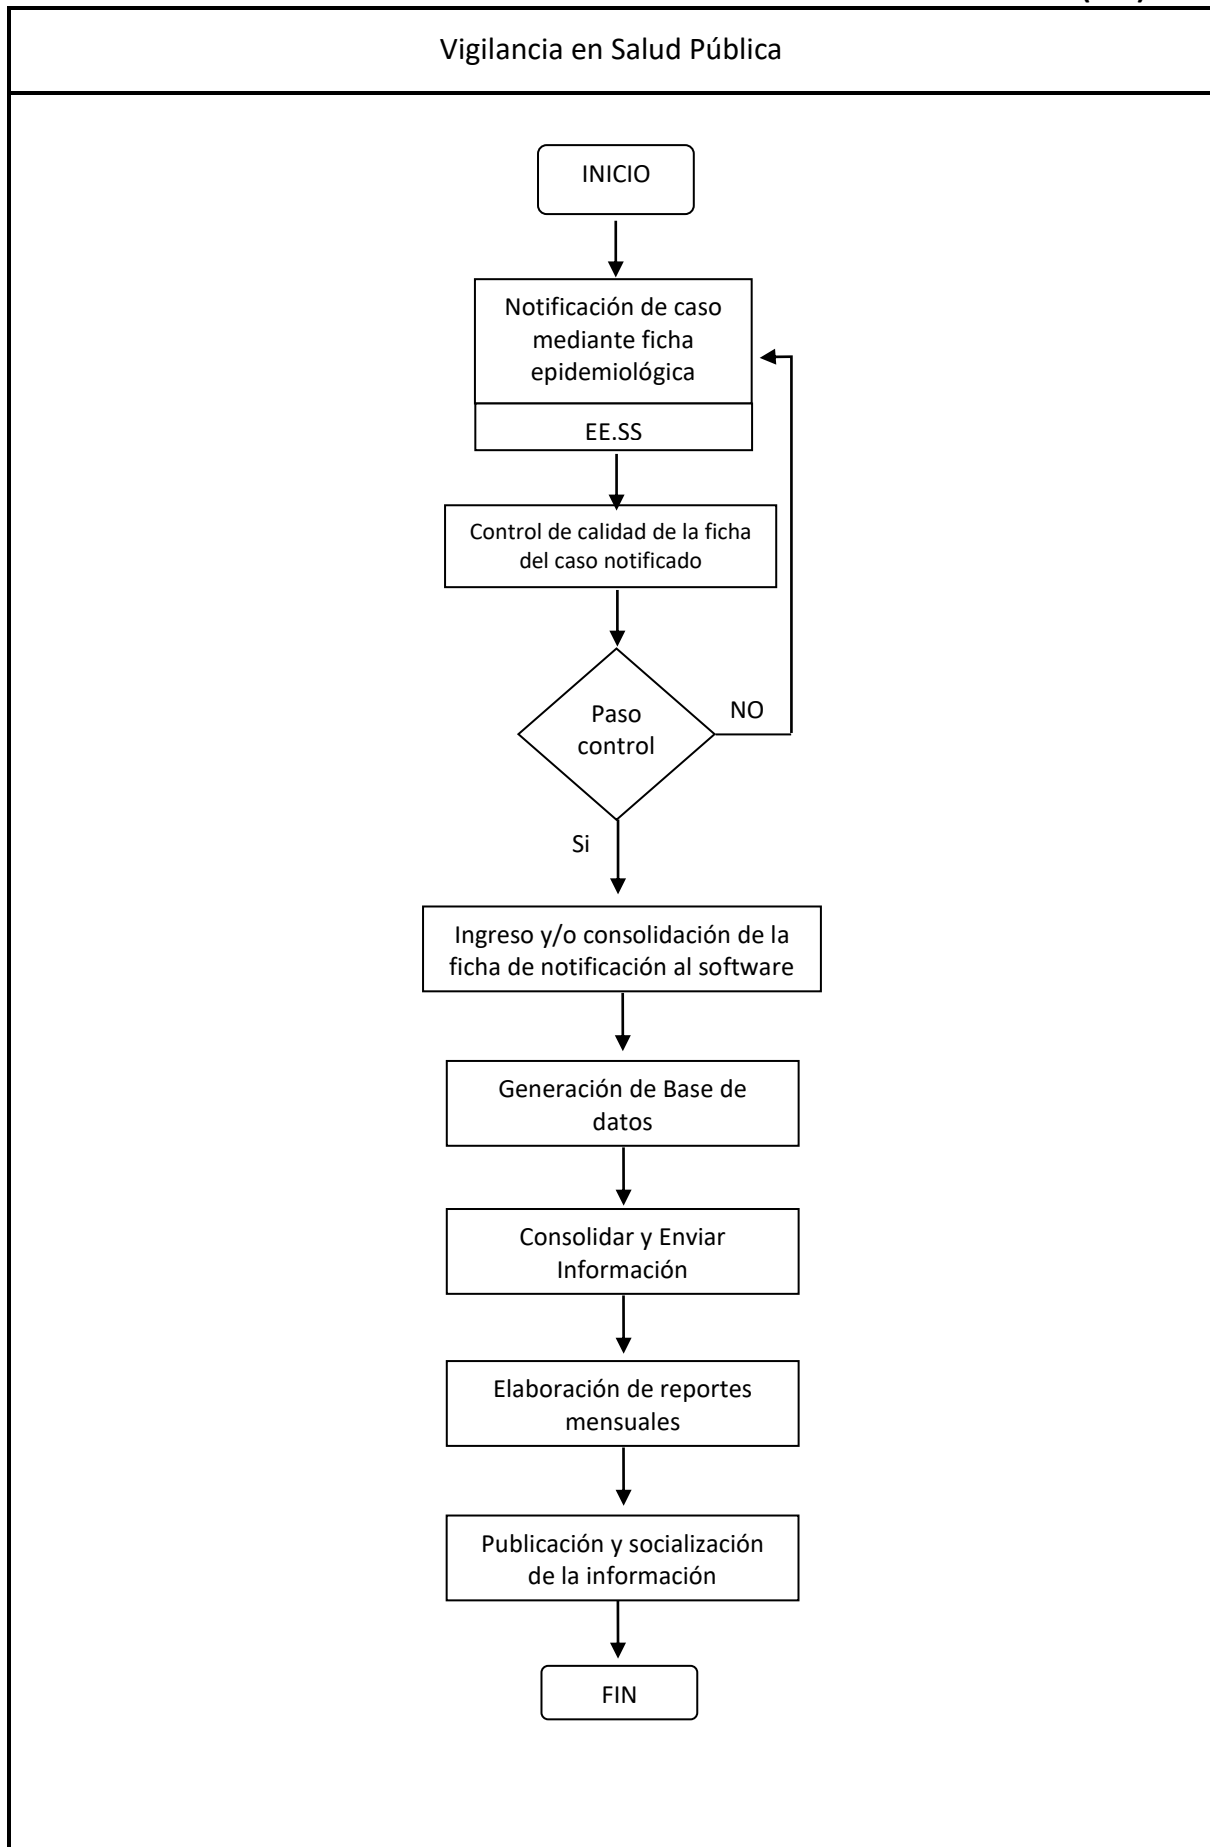 Vigilancia en Salud Pública
INICIO
Notificación de caso
mediante ficha
epidemiológica
EE.SS
Control de calidad de la ficha
del caso notificado
Paso
control
NO
Si
Ingreso y/o consolidación de la
ficha de notificación al software
Generación de Base de
datos
Consolidar y Enviar
Información
Elaboración de reportes
mensuales
Publicación y socialización
de la información
FIN